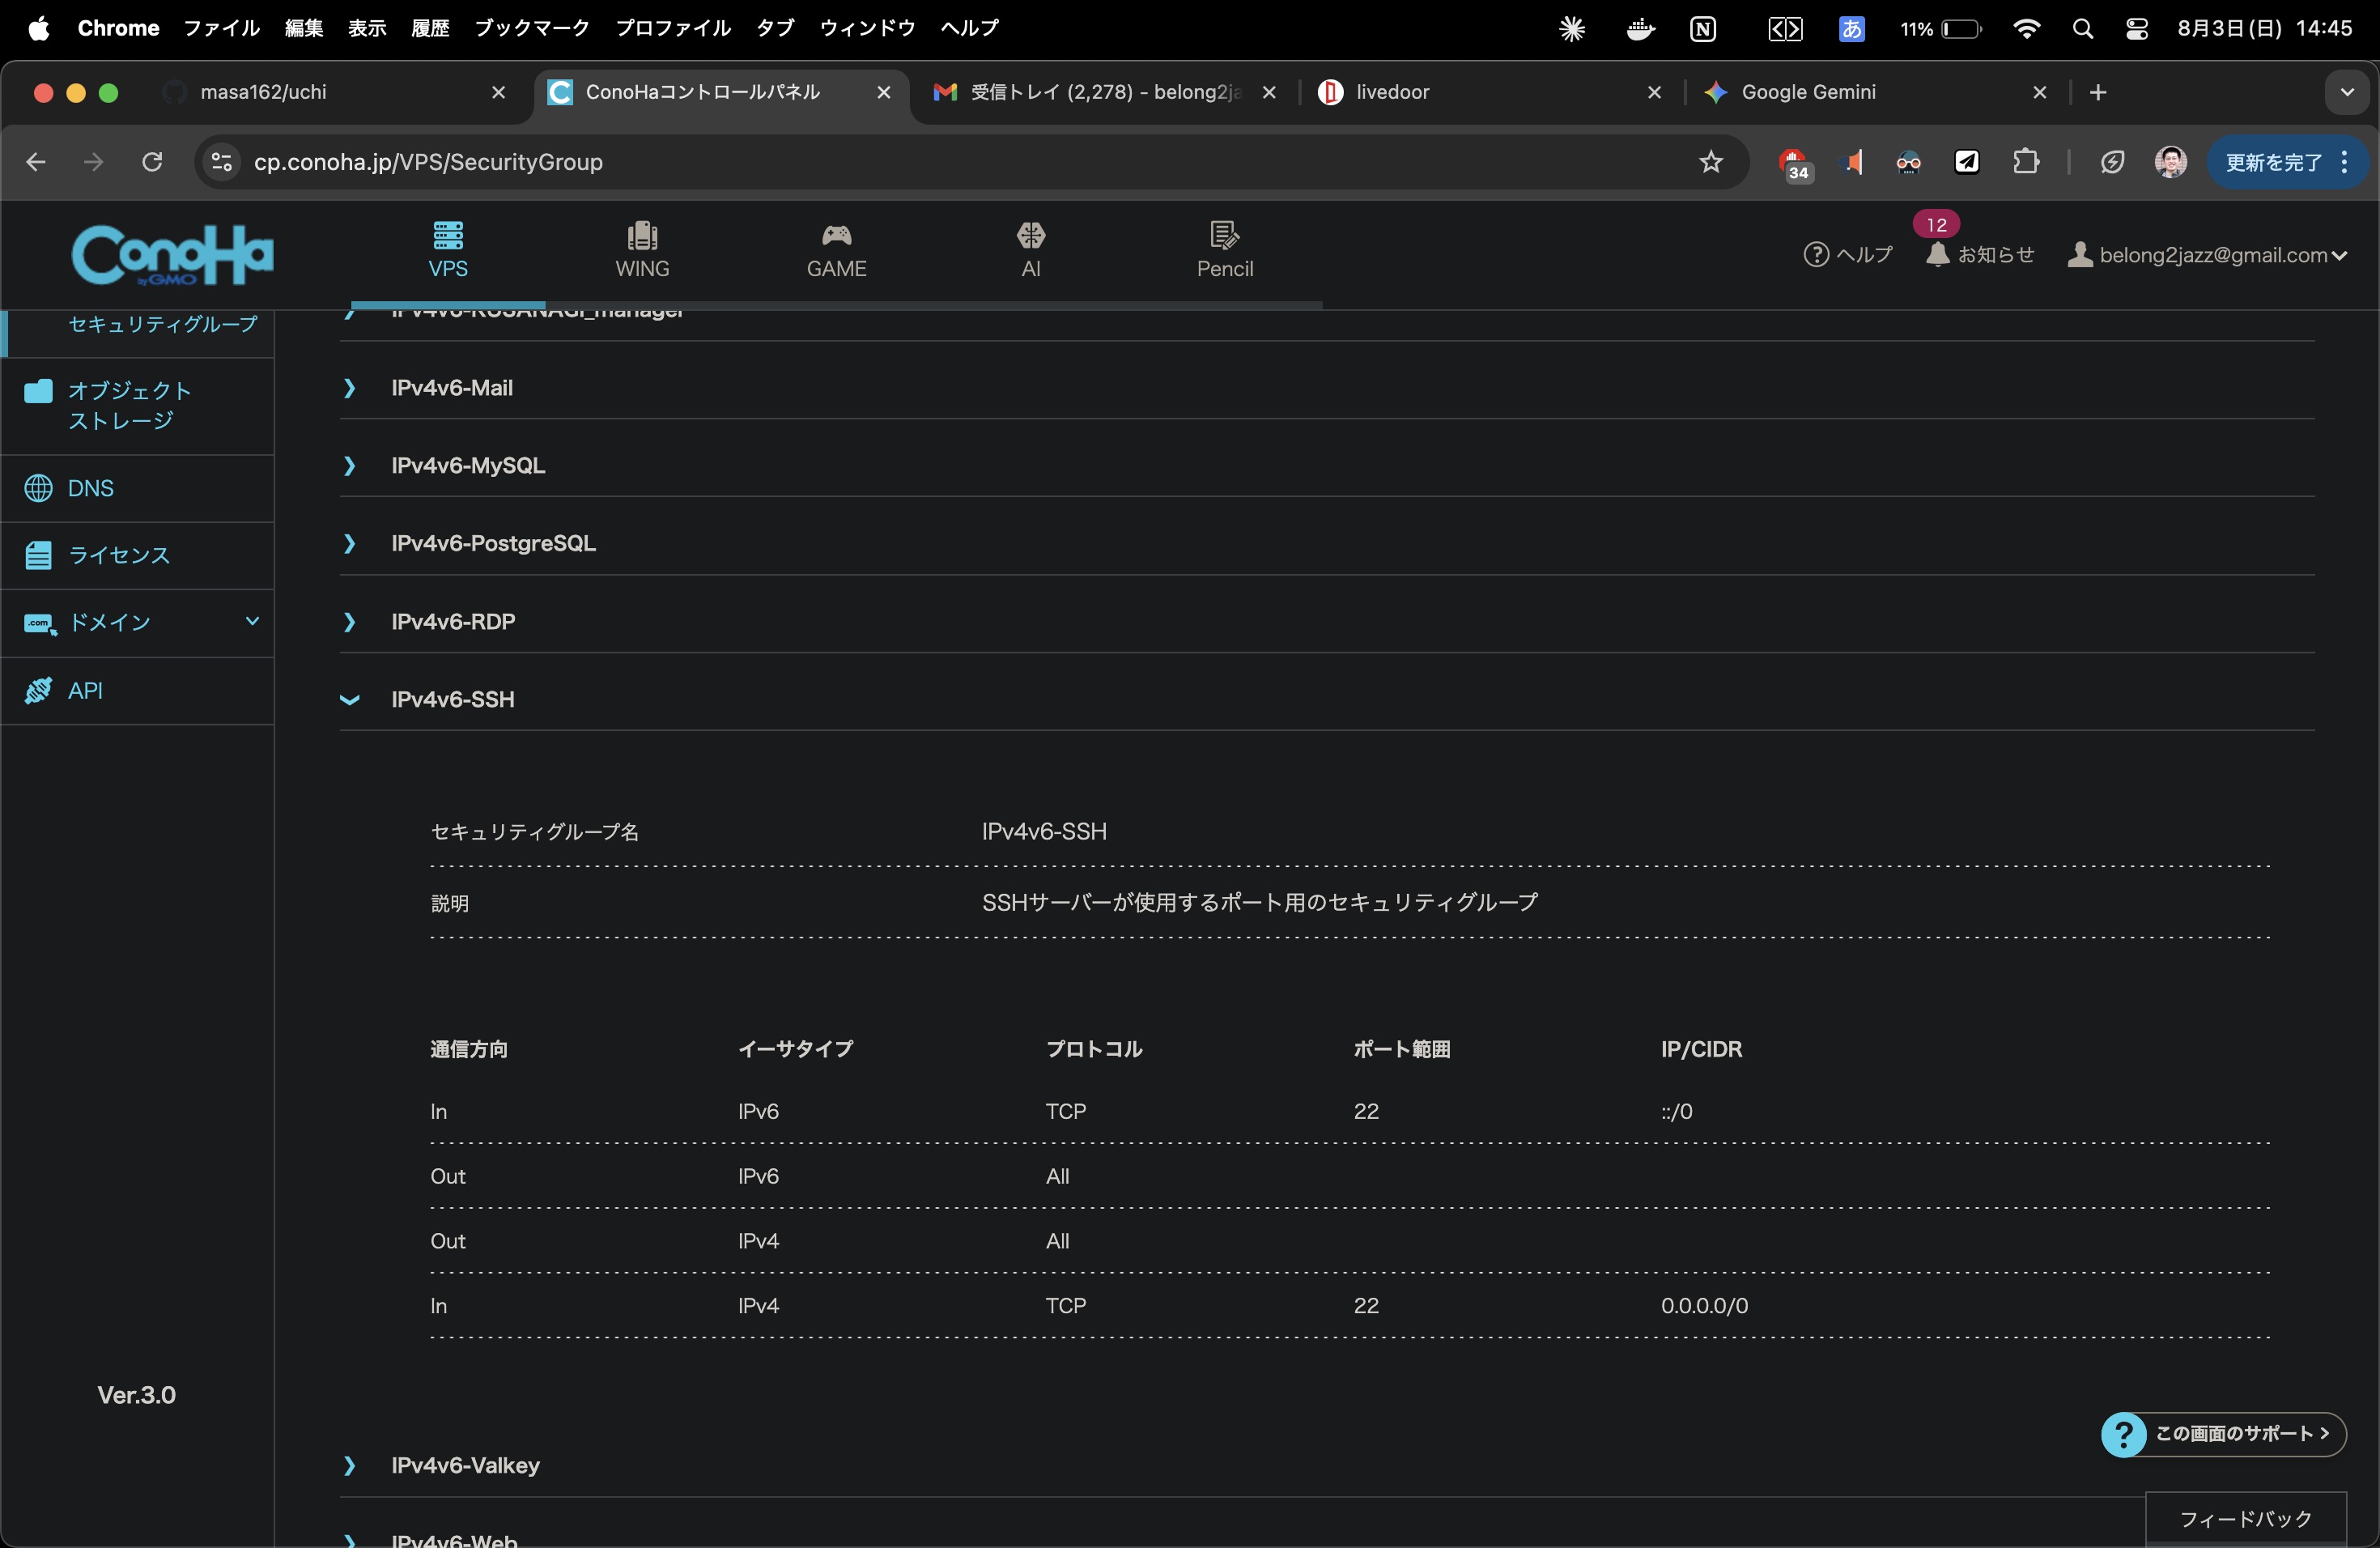 Chrome ファイル 編集 表示 履歴 ブックマーク プロファイル タブ ウィンドウ ヘルプ あ 11% 8月3日(日) 14:45
masa162/uchi ConoHaコントロールパネル 受信トレイ (2,278) - belong2ja livedoor Google Gemini
cp.conoha.jp/VPS/SecurityGroup 34 更新を完了
ConoHa by GMO
VPS WING GAME AI Pencil
ヘルプ 12 お知らせ belong2jazz@gmail.com
セキュリティグループ
オブジェクト
ストレージ
DNS
ライセンス
.com ドメイン
API
Ver.3.0
IPv4v6-KUSANAGI_manager
IPv4v6-Mail
IPv4v6-MySQL
IPv4v6-PostgreSQL
IPv4v6-RDP
IPv4v6-SSH
セキュリティグループ名 IPv4v6-SSH
説明 SSHサーバーが使用するポート用のセキュリティグループ
通信方向 イーサタイプ プロトコル ポート範囲 IP/CIDR
In IPv6 TCP 22 ::/0
Out IPv6 All
Out IPv4 All
In IPv4 TCP 22 0.0.0.0/0
IPv4v6-Valkey
IPv4v6-Web
? この画面のサポート
フィードバック